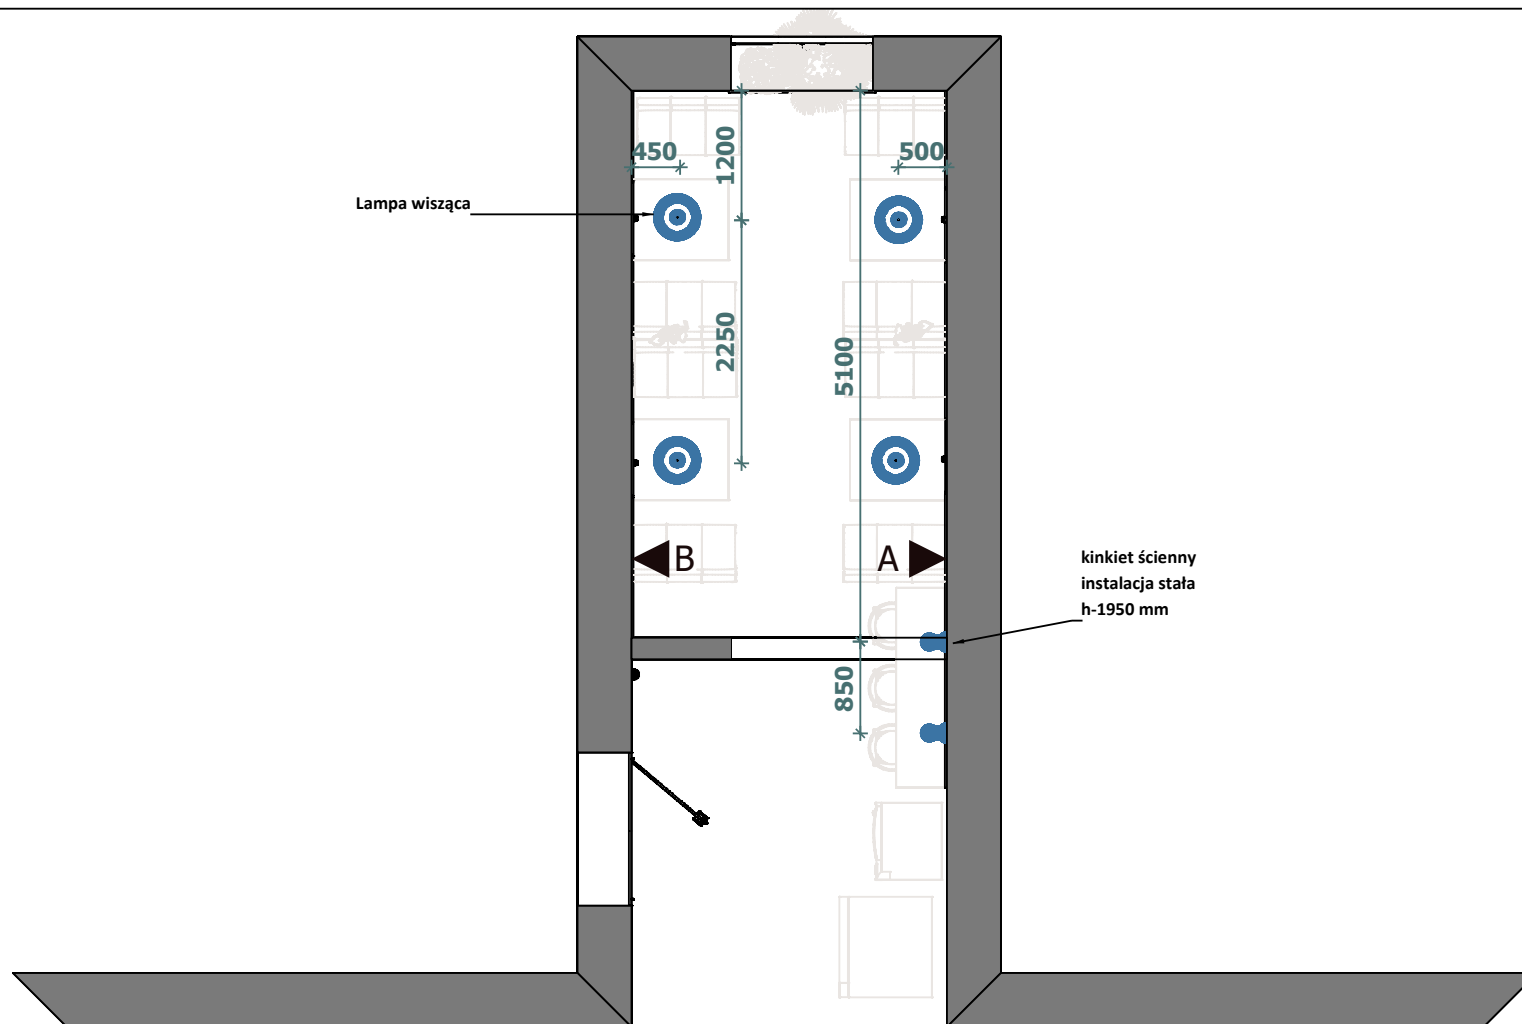 450
1200
500
Lampa wisząca
2250
5100
B
A
kinkiet ścienny
instalacja stała
h-1950 mm
850